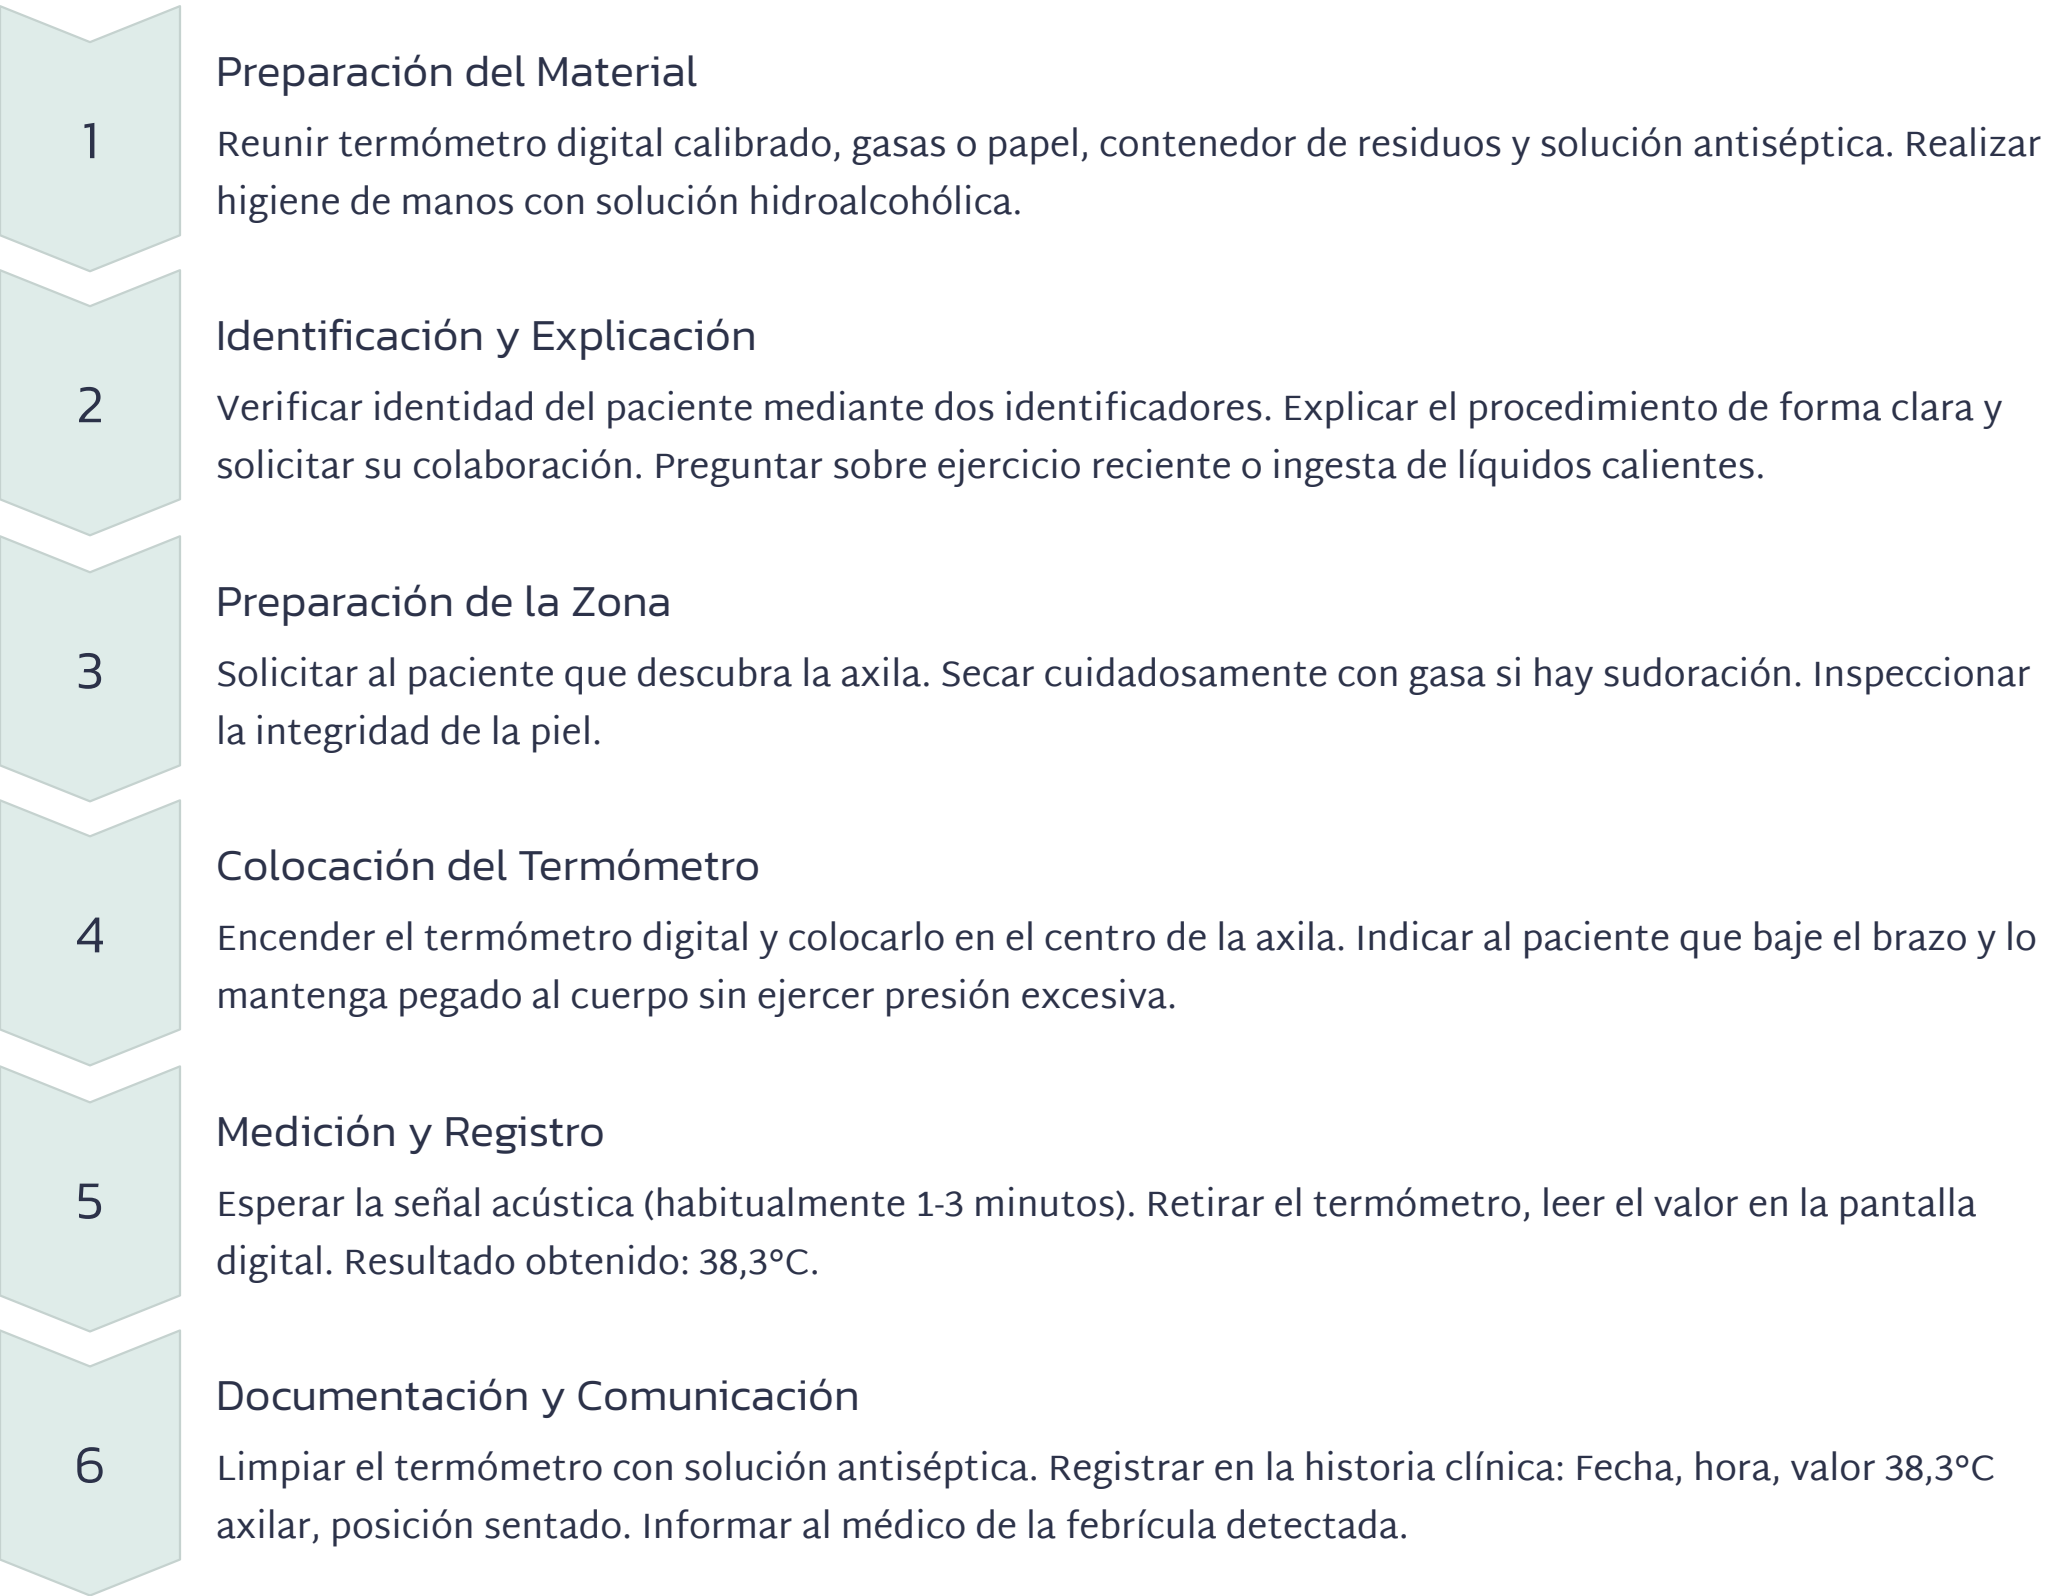 1
Preparación del Material
Reunir termómetro digital calibrado, gasas o papel, contenedor de residuos y solución antiséptica. Realizar
higiene de manos con solución hidroalcohólica.
2
Identificación y Explicación
Verificar identidad del paciente mediante dos identificadores. Explicar el procedimiento de forma clara y
solicitar su colaboración. Preguntar sobre ejercicio reciente o ingesta de líquidos calientes.
3
Preparación de la Zona
Solicitar al paciente que descubra la axila. Secar cuidadosamente con gasa si hay sudoración. Inspeccionar
la integridad de la piel.
4
Colocación del Termómetro
Encender el termómetro digital y colocarlo en el centro de la axila. Indicar al paciente que baje el brazo y lo
mantenga pegado al cuerpo sin ejercer presión excesiva.
5
Medición y Registro
Esperar la señal acústica (habitualmente 1-3 minutos). Retirar el termómetro, leer el valor en la pantalla
digital. Resultado obtenido: 38,3°C.
6
Documentación y Comunicación
Limpiar el termómetro con solución antiséptica. Registrar en la historia clínica: Fecha, hora, valor 38,3°C
axilar, posición sentado. Informar al médico de la febrícula detectada.